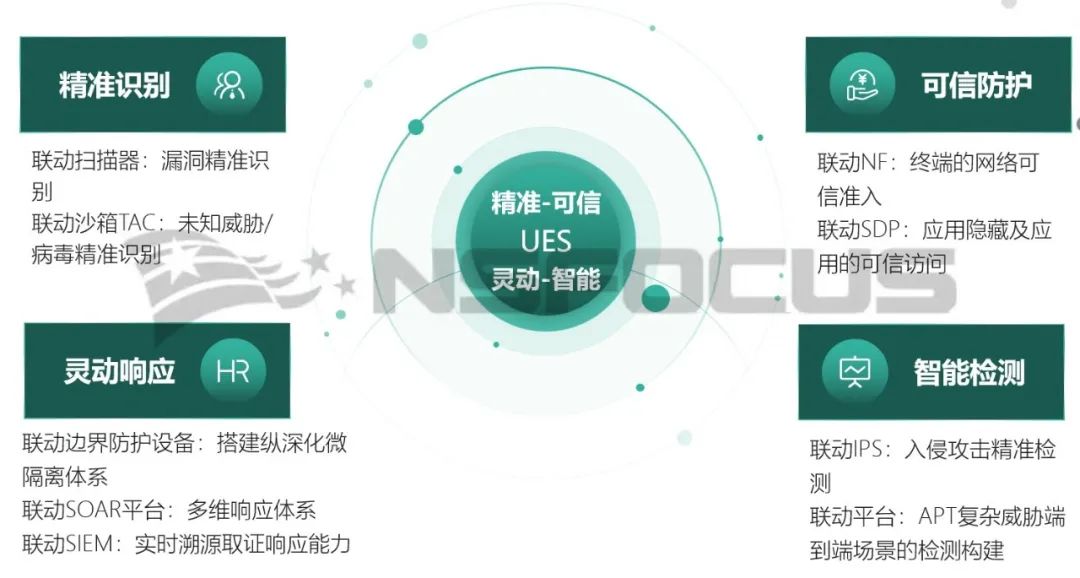 精准识别
联动扫描器：漏洞精准识
别
联动沙箱TAC：未知威胁/
病毒精准识别
可信防护
联动NF：终端的网络可
信准入
联动SDP：应用隐藏及应
用的可信访问
精准-可信
UES
灵动-智能
NSFOCUS
灵动响应
HR
联动边界防护设备：搭建纵深化微
隔离体系
联动SOAR平台：多维响应体系
联动SIEM：实时溯源取证响应能力
智能检测
联动IPS：入侵攻击精准检
测
联动平台：APT复杂威胁端
到端场景的检测构建